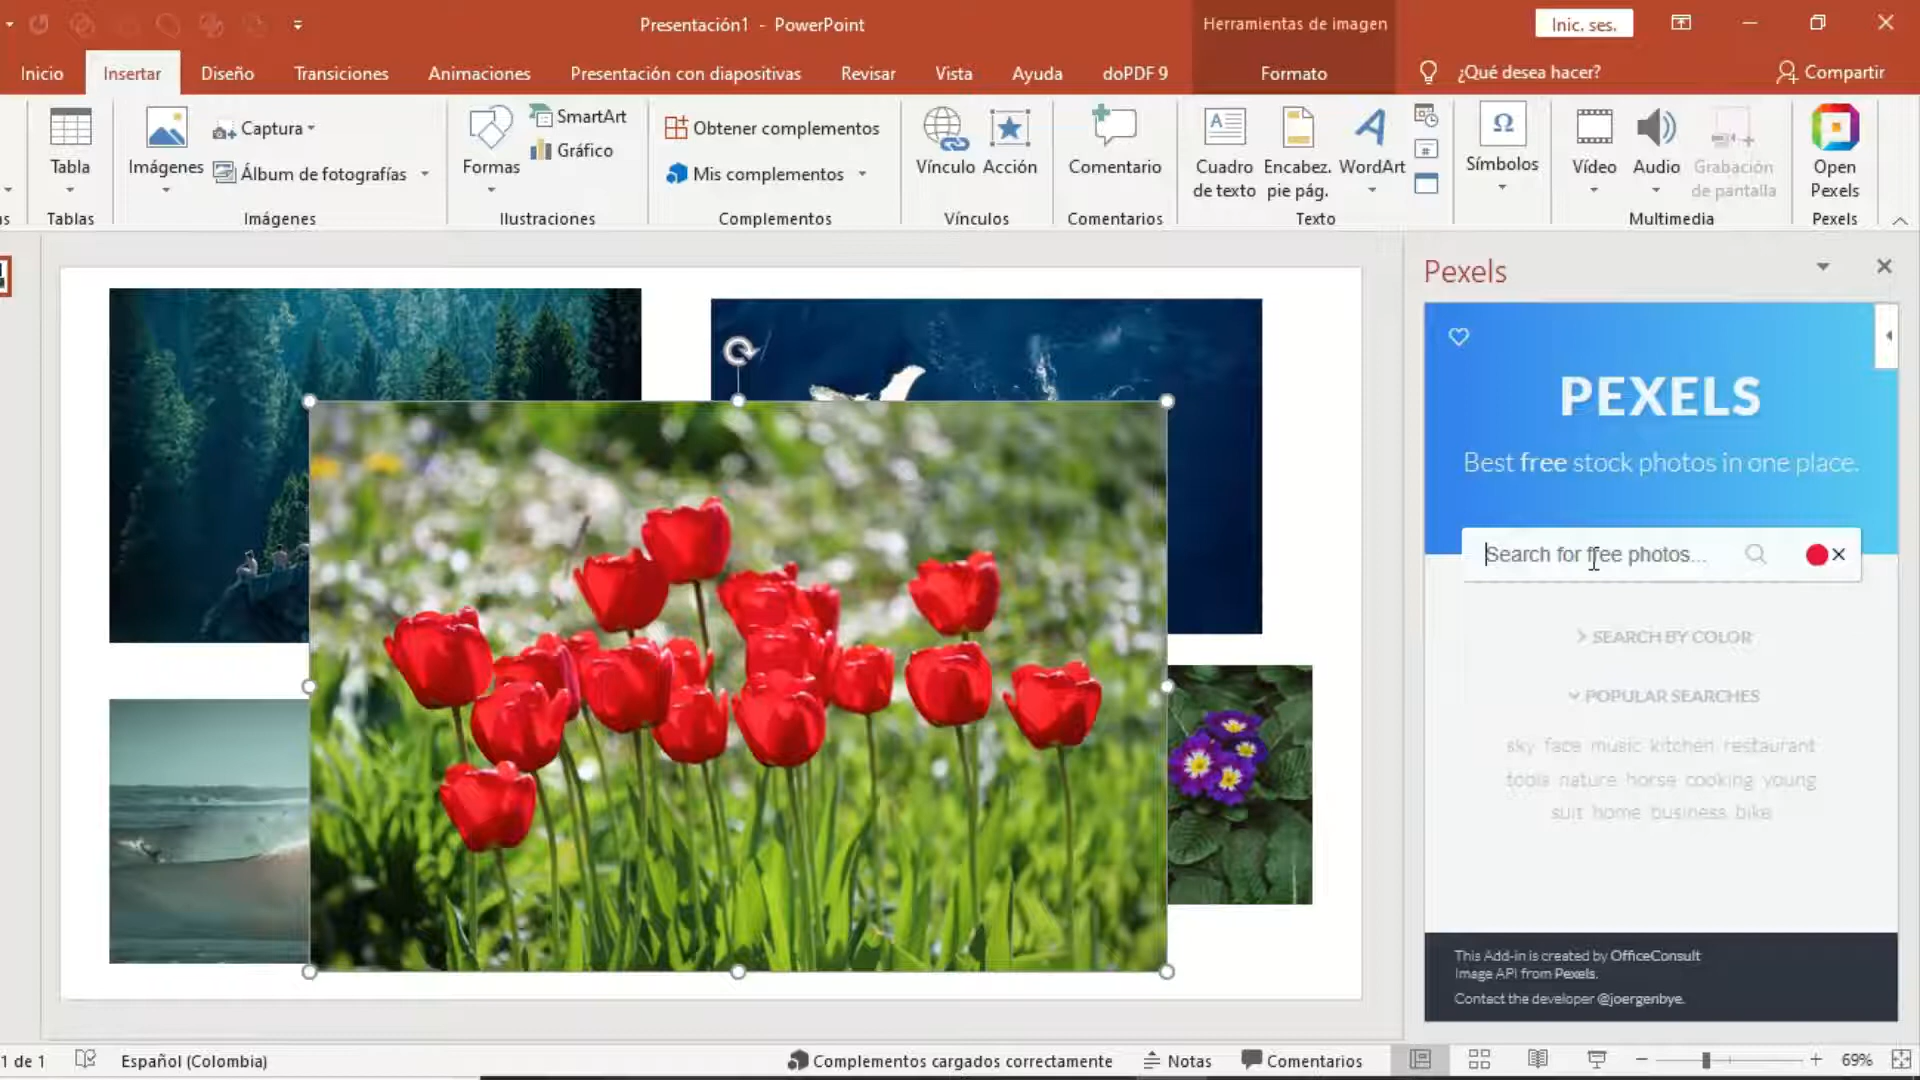 Presentación1 - PowerPoint
Herramientas de imagen
Inic. ses.
Inicio
Insertar
Diseño
Transiciones
Animaciones
Presentación con diapositivas
Revisar
Vista
Ayuda
doPDF 9
Formato
¿Qué desea hacer?
Compartir
Tabla
Imágenes
Captura
Álbum de fotografías
Formas
SmartArt
Gráfico
Obtener complementos
Mis complementos
Vínculo
Acción
Comentario
Cuadro de texto
Encabez. pie pág.
WordArt
Símbolos
Vídeo
Audio
Grabación de pantalla
Open Pexels
as
Tablas
Imágenes
Ilustraciones
Complementos
Vínculos
Comentarios
Texto
Multimedia
Pexels
Pexels
PEXELS
Best free stock photos in one place.
Search for free photos...
SEARCH BY COLOR
POPULAR SEARCHES
sky face music kitchen restaurant
tools nature horse cooking young
suit home business bike
This Add-in is created by OfficeConsult
Image API from Pexels.
Contact the developer @joergenbye.
1 de 1
Español (Colombia)
Complementos cargados correctamente
Notas
Comentarios
69%